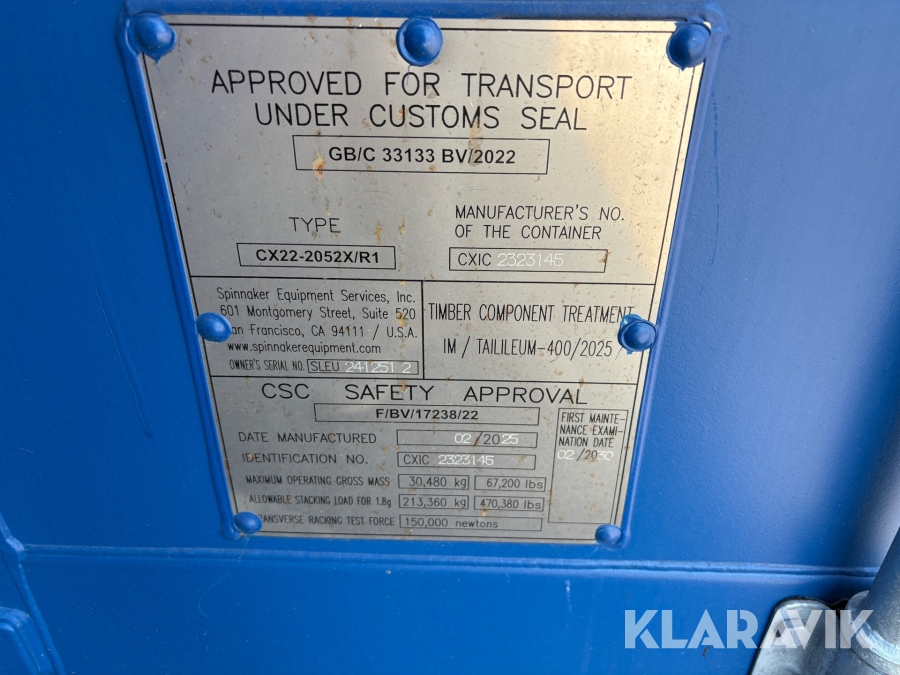 APPROVED FOR TRANSPORT
UNDER CUSTOMS SEAL
GB/C 33133 BV/2022
TYPE
CX22-2052X/R1
MANUFACTURER'S NO.
OF THE CONTAINER
CXIC 2323145
Spinnaker Equipment Services, Inc.
601 Montgomery Street, Suite 520
Francisco, CA 94111 / U.S.A.
www.spinnakerequipment.com
OWNER'S SERIAL NO. SLEU 241251 2
TIMBER COMPONENT TREATMENT
IM / TAILILEUM-400/2025
CSC SAFETY APPROVAL
F/BV/17238/22
DATE MANUFACTURED 02/2025
IDENTIFICATION NO. CXIC 2323145
MAXIMUM OPERATING GROSS MASS 30,480 kg 67,200 lbs
ALLOWABLE STACKING LOAD FOR 1.8g 213,360 kg 470,380 lbs
TRANSVERSE RACKING TEST FORCE 150,000 newtons
FIRST MAINTE-
NANCE EXAMI-
NATION DATE
02/2030
KLARAVIK